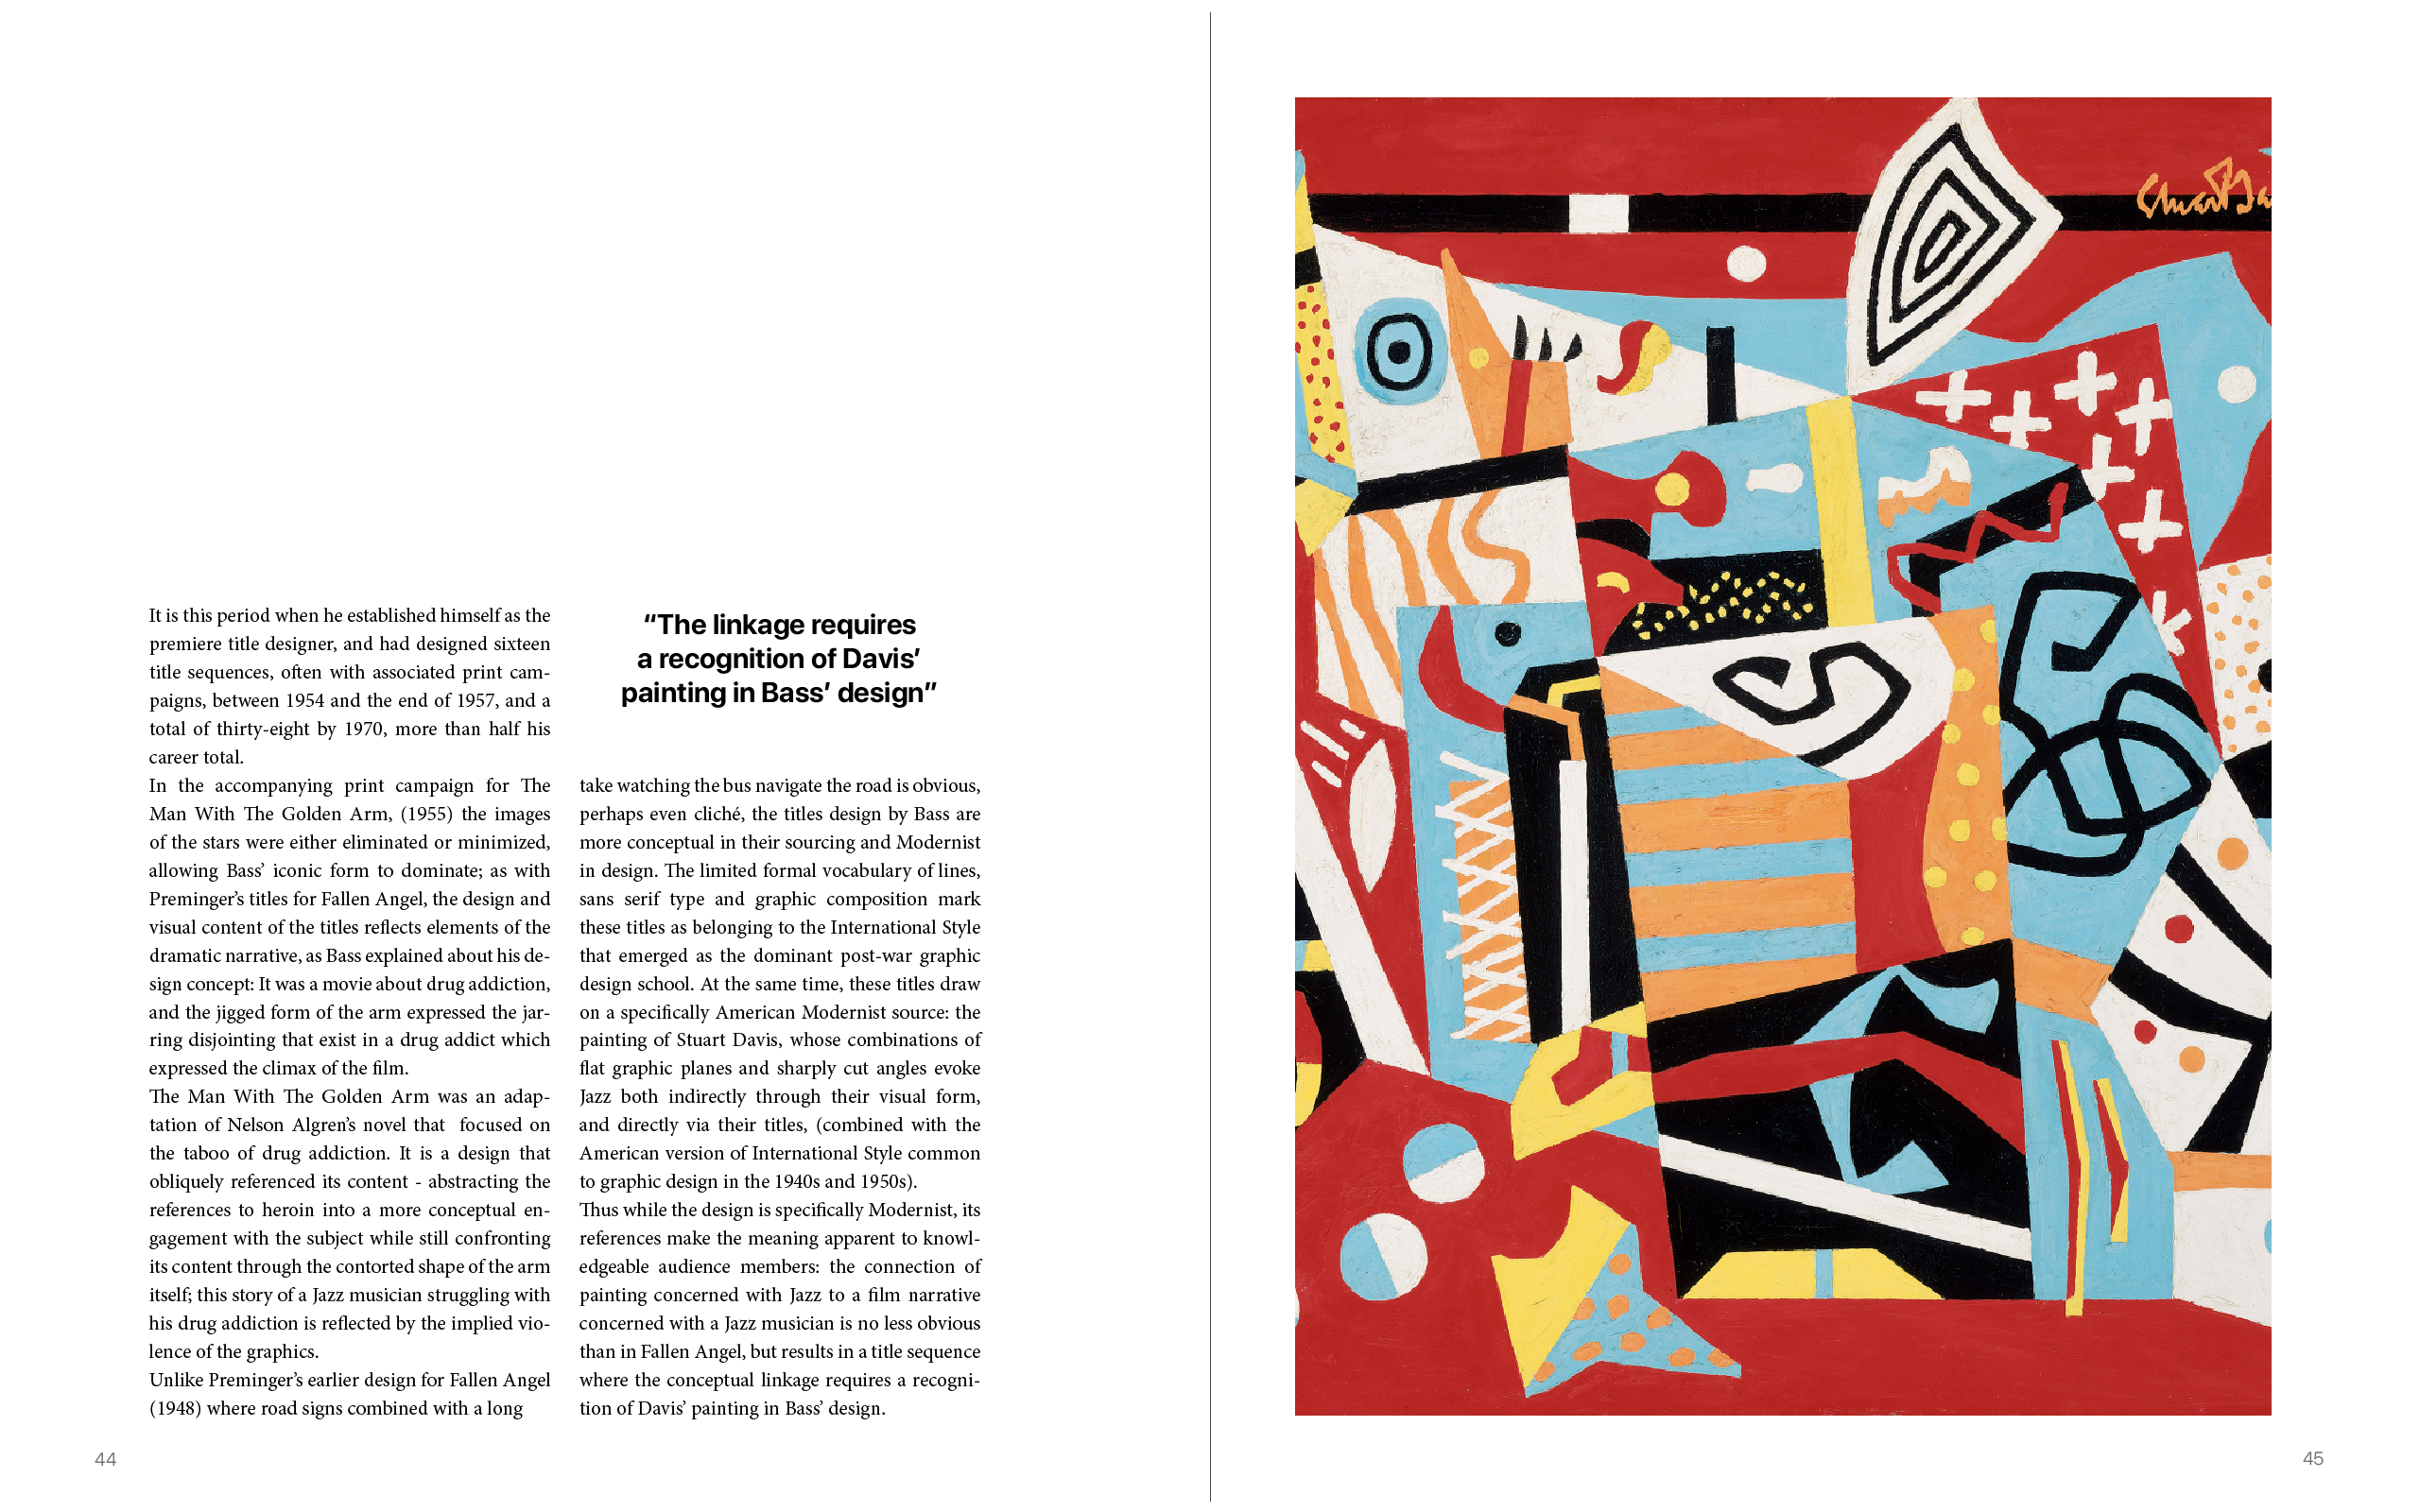 It is this period when he established himself as the
premiere title designer, and had designed sixteen
title sequences, often with associated print cam-
paigns, between 1954 and the end of 1957, and a
total of thirty-eight by 1970, more than half his
career total.
In the accompanying print campaign for The
Man With The Golden Arm, (1955) the images
of the stars were either eliminated or minimized,
allowing Bass’ iconic form to dominate; as with
Preminger’s titles for Fallen Angel, the design and
visual content of the titles reflects elements of the
dramatic narrative, as Bass explained about his de-
sign concept: It was a movie about drug addiction,
and the jigged form of the arm expressed the jar-
ring disjointing that exist in a drug addict which
expressed the climax of the film.
The Man With The Golden Arm was an adap-
tation of Nelson Algren’s novel that focused on
the taboo of drug addiction. It is a design that
obliquely referenced its content - abstracting the
references to heroin into a more conceptual en-
gagement with the subject while still confronting
its content through the contorted shape of the arm
itself; this story of a Jazz musician struggling with
his drug addiction is reflected by the implied vio-
lence of the graphics.
Unlike Preminger’s earlier design for Fallen Angel
(1948) where road signs combined with a long
“The linkage requires
a recognition of Davis’
painting in Bass’ design”
take watching the bus navigate the road is obvious,
perhaps even cliché, the titles design by Bass are
more conceptual in their sourcing and Modernist
in design. The limited formal vocabulary of lines,
sans serif type and graphic composition mark
these titles as belonging to the International Style
that emerged as the dominant post-war graphic
design school. At the same time, these titles draw
on a specifically American Modernist source: the
painting of Stuart Davis, whose combinations of
flat graphic planes and sharply cut angles evoke
Jazz both indirectly through their visual form,
and directly via their titles, (combined with the
American version of International Style common
to graphic design in the 1940s and 1950s).
Thus while the design is specifically Modernist, its
references make the meaning apparent to knowl-
edgeable audience members: the connection of
painting concerned with Jazz to a film narrative
concerned with a Jazz musician is no less obvious
than in Fallen Angel, but results in a title sequence
where the conceptual linkage requires a recogni-
tion of Davis’ painting in Bass’ design.
44
Stuart Da
45